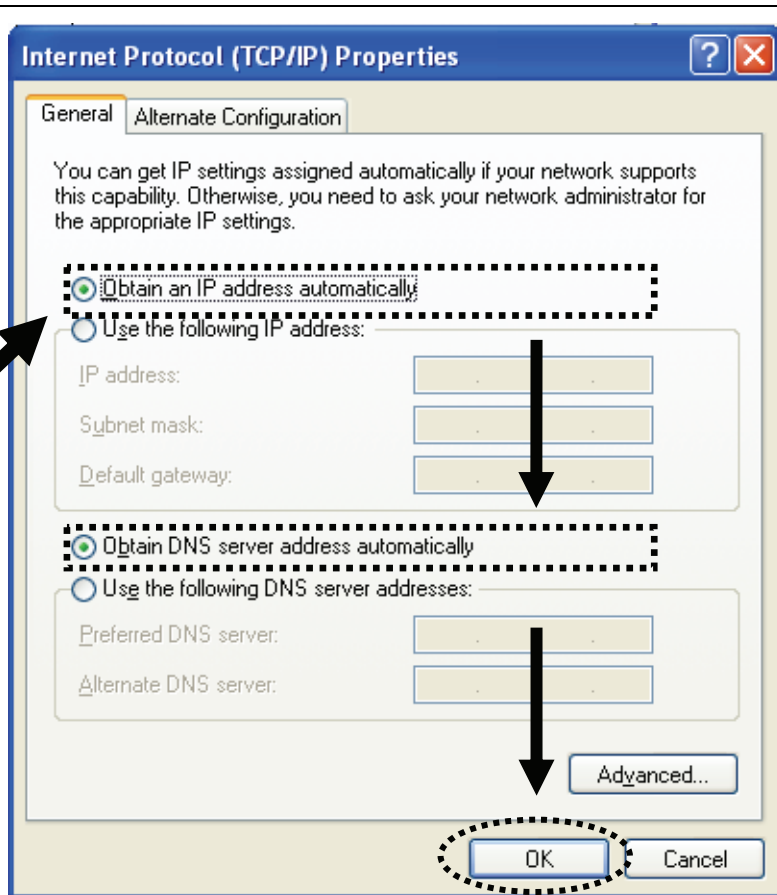 Internet Protocol (TCP/IP) Properties
General
Alternate Configuration
You can get IP settings assigned automatically if your network supports
this capability. Otherwise, you need to ask your network administrator for
the appropriate IP settings.
Obtain an IP address automatically
Use the following IP address:
IP address:
Subnet mask:
Default gateway:
Obtain DNS server address automatically
Use the following DNS server addresses:
Preferred DNS server:
Alternate DNS server:
Advanced...
OK
Cancel